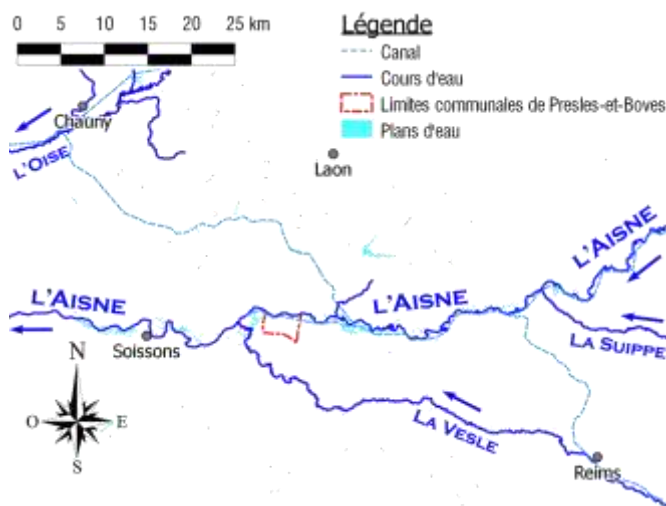 0 5 10 15 20 25 km
Légende
Canal
Cours d'eau
Limites communales de Presles-et-Boves
Plans d'eau
Chauny
L'OISE
Laon
L'AISNE
L'AISNE
L'AISNE
LA SUIPPE
Soissons
N
O E
S
LA VESLE
Reims